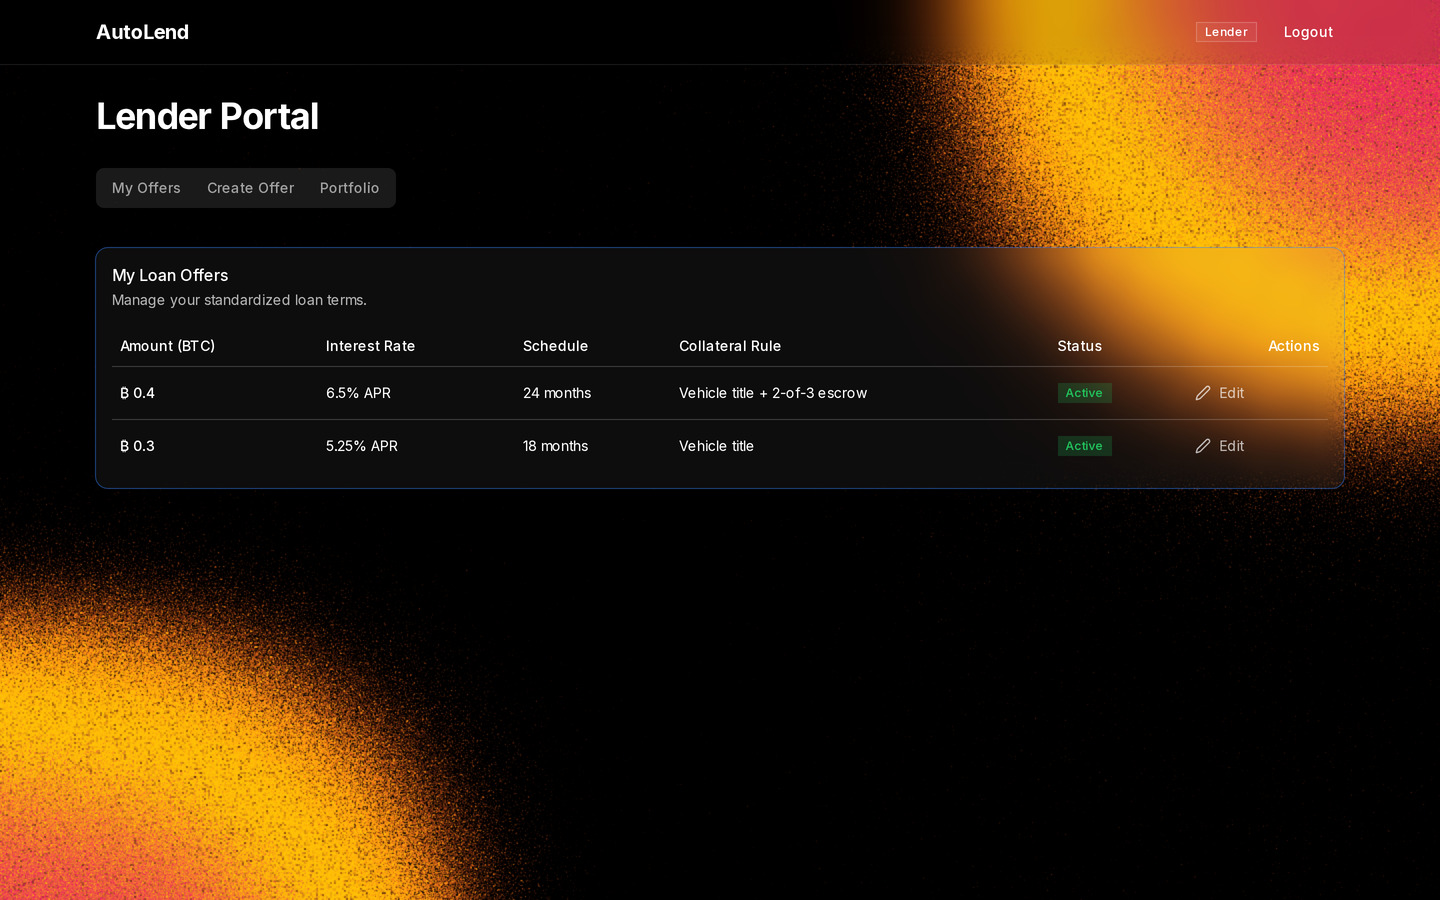 AutoLend
Lender
Logout
Lender Portal
My Offers
Create Offer
Portfolio
My Loan Offers
Manage your standardized loan terms.
Amount (BTC) Interest Rate Schedule Collateral Rule Status Actions
₿ 0.4 6.5% APR 24 months Vehicle title + 2-of-3 escrow Active Edit
₿ 0.3 5.25% APR 18 months Vehicle title Active Edit